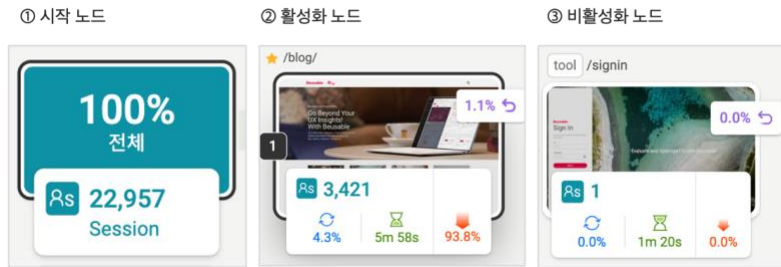 ① 시작 노드
② 활성화 노드
③ 비활성화 노드
100%
전체
22,957
Session
/blog/
Go Beyond Your
UX Insights!
With Beusable
1.1%
1
3,421
4.3%
5m 58s
93.8%
tool /signin
Beusable
Sign in
0.0%
1
0.0%
1m 20s
0.0%